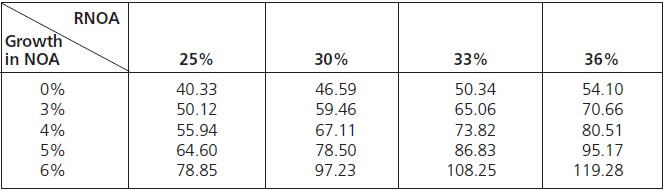 RNOA
Growth
in NOA 25% 30% 33% 36%
0% 40.33 46.59 50.34 54.10
3% 50.12 59.46 65.06 70.66
4% 55.94 67.11 73.82 80.51
5% 64.60 78.50 86.83 95.17
6% 78.85 97.23 108.25 119.28